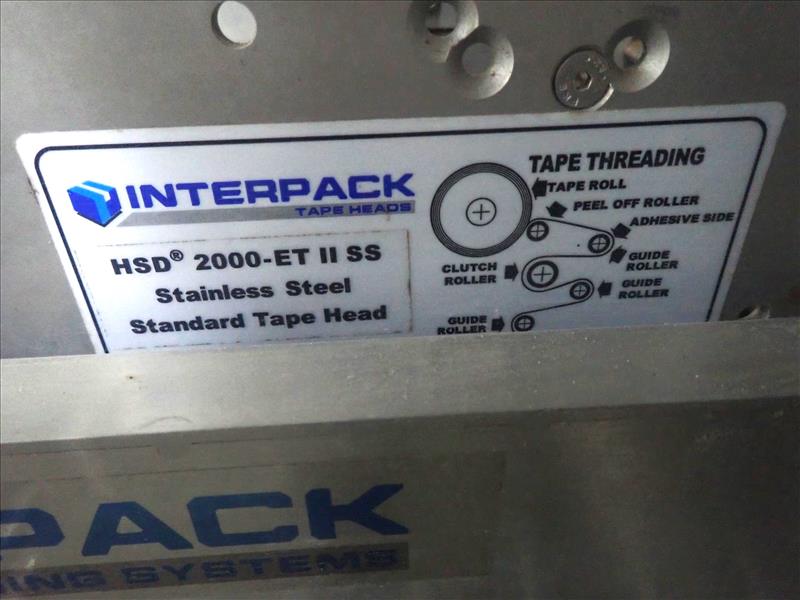 INTERPACK
TAPE HEADS
HSD® 2000-ET II SS
Stainless Steel
Standard Tape Head
TAPE THREADING
TAPE ROLL
PEEL OFF ROLLER
ADHESIVE SIDE
GUIDE
ROLLER
CLUTCH
ROLLER
GUIDE
ROLLER
GUIDE
ROLLER
PACK
SYSTEMS